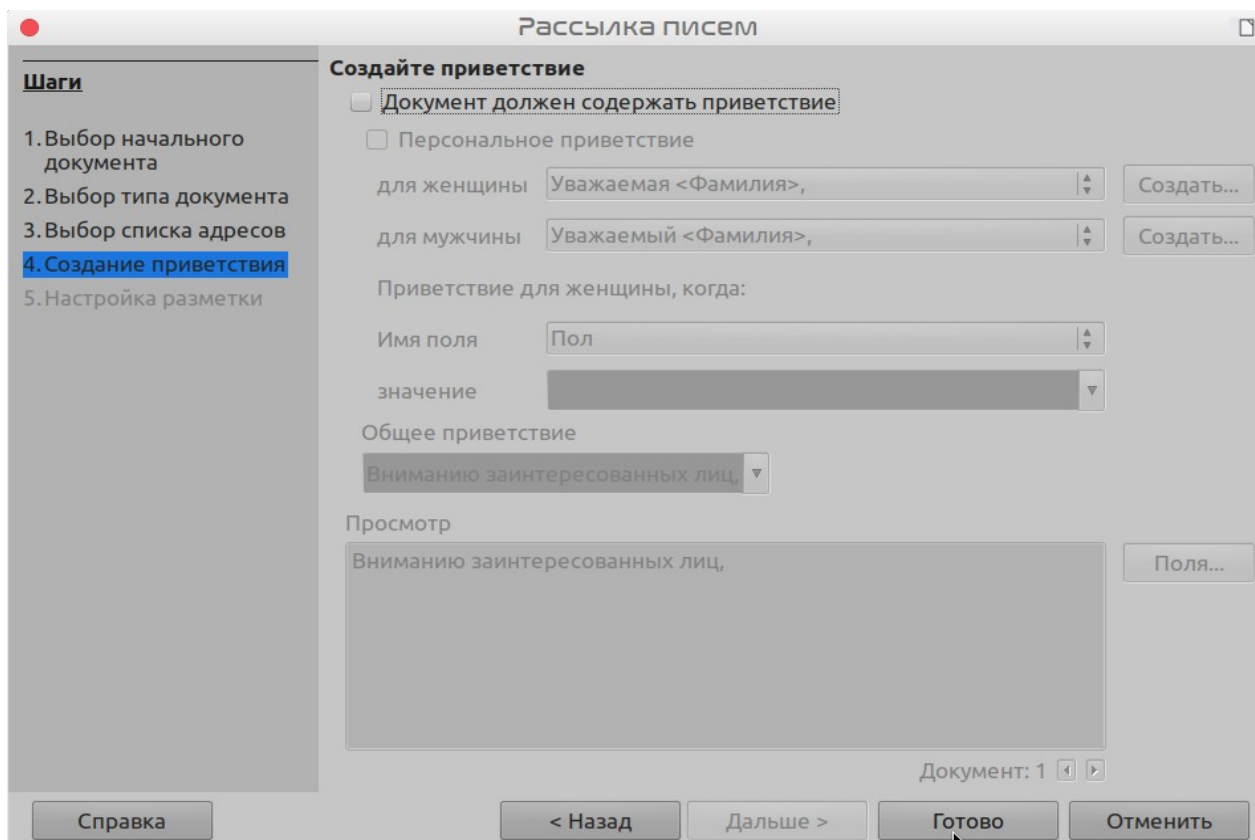 Рассылка писем
Шаги
1. Выбор начального
документа
2. Выбор типа документа
3. Выбор списка адресов
4. Создание приветствия
5. Настройка разметки
Создайте приветствие
Документ должен содержать приветствие
Персональное приветствие
для женщины Уважаемая <Фамилия>, Создать...
для мужчины Уважаемый <Фамилия>, Создать...
Приветствие для женщины, когда:
Имя поля Пол
значение
Общее приветствие
Вниманию заинтересованных лиц,
Просмотр
Вниманию заинтересованных лиц, Поля...
Документ: 1
Справка < Назад Дальше > Готово Отменить